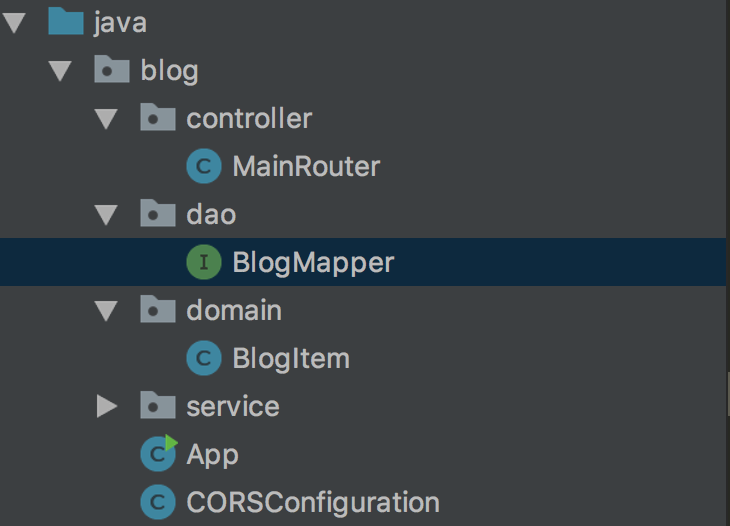 java
blog
controller
C MainRouter
dao
I BlogMapper
domain
C BlogItem
service
C App
C CORSConfiguration